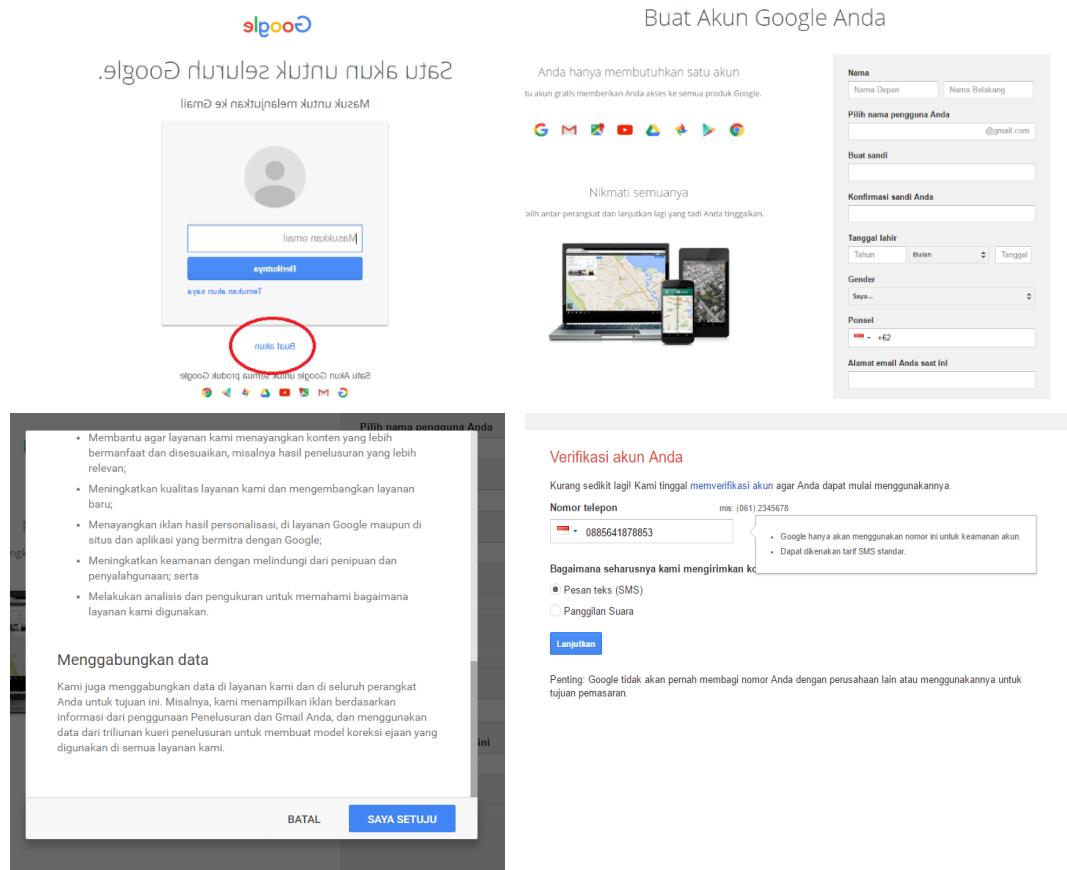 Google
Satu akun untuk seluruh Google.
Masuk untuk melanjutkan ke Gmail
Masukkan email
Berikutnya
Temukan akun saya
Buat akun
Satu Akun Google untuk semua produk Google
Buat Akun Google Anda
Anda hanya membutuhkan satu akun
tu akun gratis memberikan Anda akses ke semua produk Google.
Nikmati semuanya
alih antar-perangkat dan lanjutkan lagi yang tadi Anda tinggalkan.
Nama
Nama Depan Nama Belakang
Pilih nama pengguna Anda
@gmail.com
Buat sandi
Konfirmasi sandi Anda
Tanggal lahir
Tahun Bulan Tanggal
Gender
Saya...
Ponsel
+62
Alamat email Anda saat ini
Pilih nama pengguna Anda
• Membantu agar layanan kami menayangkan konten yang lebih
bermanfaat dan disesuaikan, misalnya hasil penelusuran yang lebih
relevan;
• Meningkatkan kualitas layanan kami dan mengembangkan layanan
baru;
• Menayangkan iklan hasil personalisasi, di layanan Google maupun di
situs dan aplikasi yang bermitra dengan Google;
• Meningkatkan keamanan dengan melindungi dari penipuan dan
penyalahgunaan; serta
• Melakukan analisis dan pengukuran untuk memahami bagaimana
layanan kami digunakan.
Menggabungkan data
Kami juga menggabungkan data di layanan kami dan di seluruh perangkat
Anda untuk tujuan ini. Misalnya, kami menampilkan iklan berdasarkan
informasi dari penggunaan Penelusuran dan Gmail Anda, dan menggunakan
data dari triliunan kueri penelusuran untuk membuat model koreksi ejaan yang
digunakan di semua layanan kami.
ini
BATAL SAYA SETUJU
Verifikasi akun Anda
Kurang sedikit lagi! Kami tinggal memverifikasi akun agar Anda dapat mulai menggunakannya.
Nomor telepon mis: (061) 2345678
0885641878853
• Google hanya akan menggunakan nomor ini untuk keamanan akun.
• Dapat dikenakan tarif SMS standar.
Bagaimana seharusnya kami mengirimkan ko
Pesan teks (SMS)
Panggilan Suara
Lanjutkan
Penting: Google tidak akan pernah membagi nomor Anda dengan perusahaan lain atau menggunakannya untuk
tujuan pemasaran.